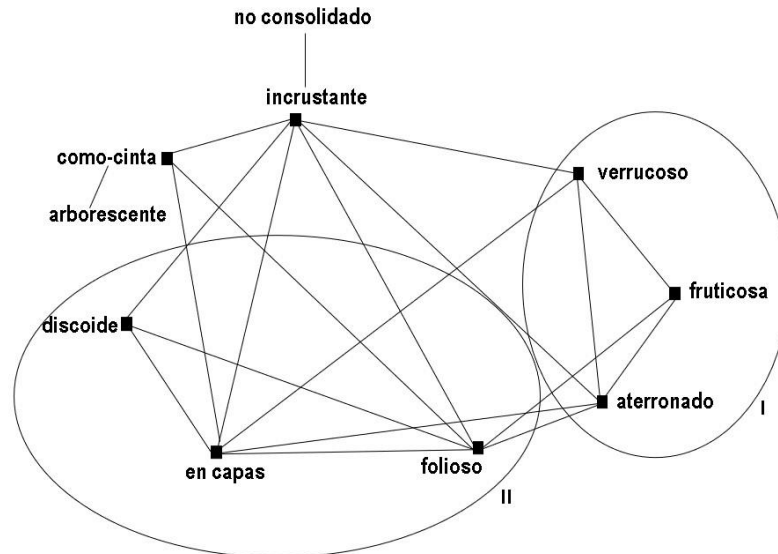 no consolidado
incrustante
como-cinta
verrucoso
arborescente
fruticosa
discoide
aterronado
I
en capas
folioso
II